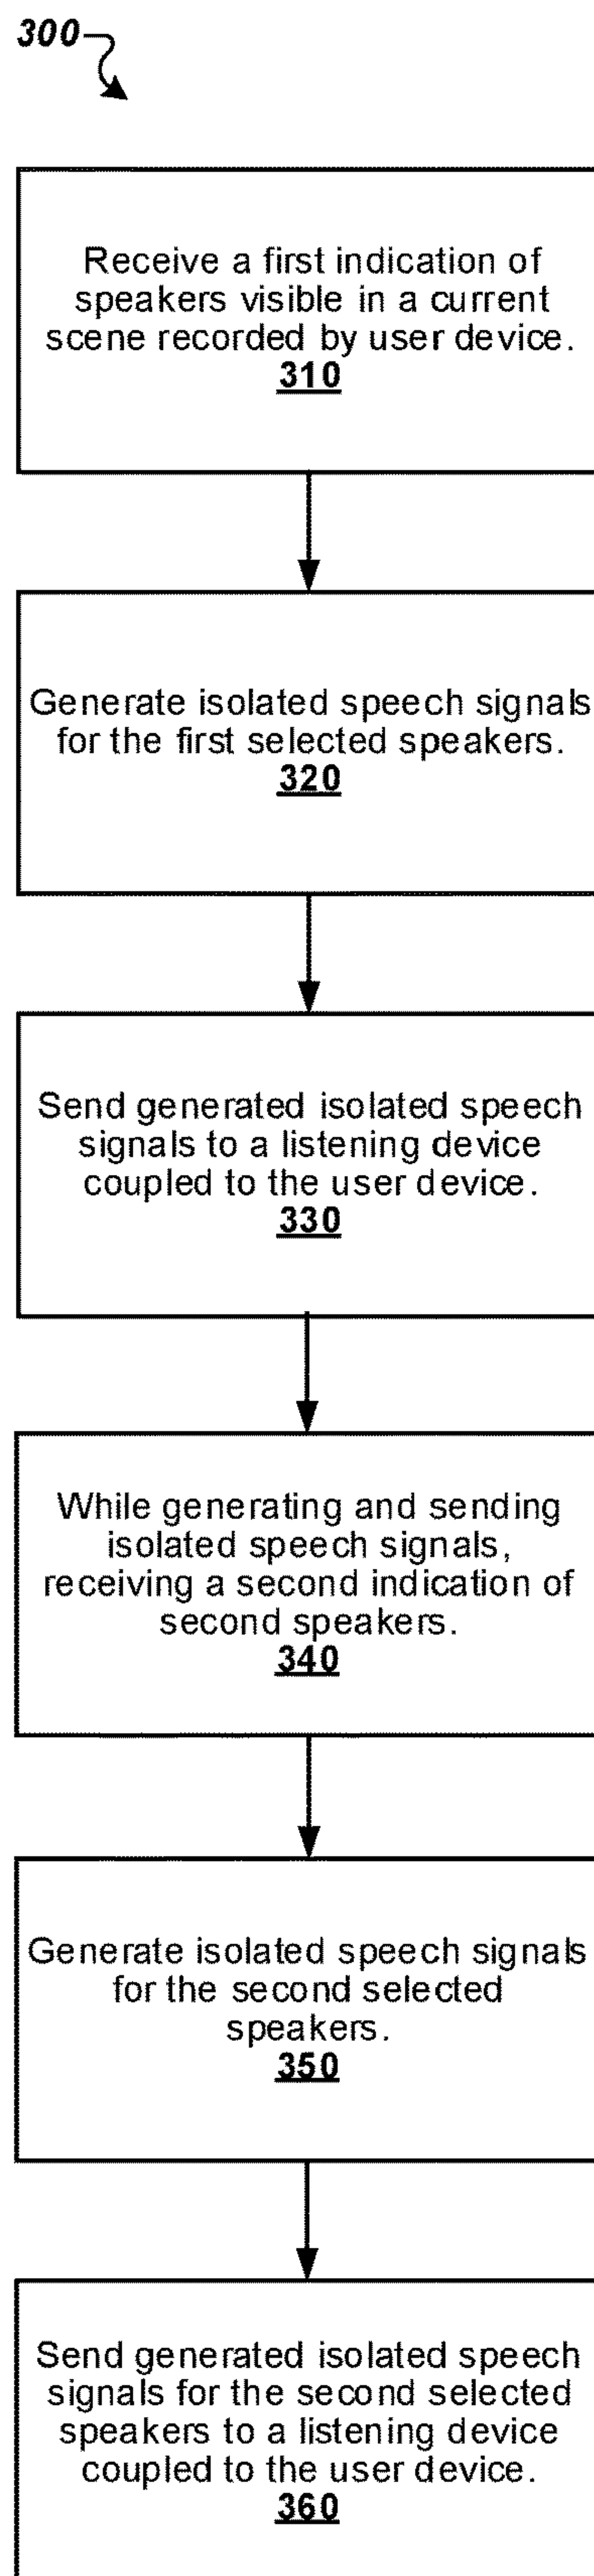 300
Receive a first indication of
speakers visible in a current
scene recorded by user device.
310
Generate isolated speech signals
for the first selected speakers.
320
Send generated isolated speech
signals to a listening device
coupled to the user device.
330
While generating and sending
isolated speech signals,
receiving a second indication of
second speakers.
340
Generate isolated speech signals
for the second selected
speakers.
350
Send generated isolated speech
signals for the second selected
speakers to a listening device
coupled to the user device.
360